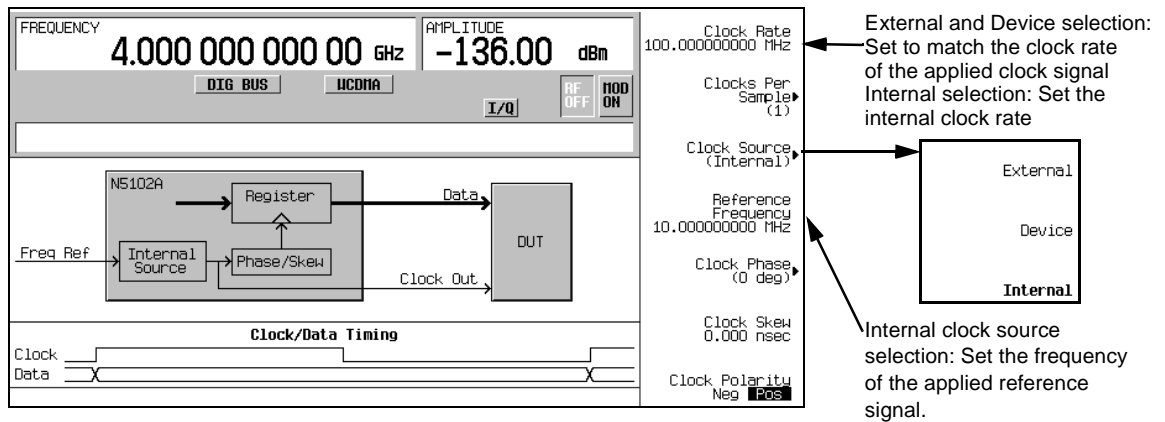 FREQUENCY
4.000 000 000 00 GHz
AMPLITUDE
-136.00 dBm
DIG BUS
WCDMA
I/Q
RF OFF
MOD ON
N5102A
Register
Data
DUT
Freq Ref
Internal Source
Phase/Skew
Clock Out
Clock/Data Timing
Clock
Data
Clock Rate
100.000000000 MHz
Clocks Per
Sample
(1)
Clock Source
(Internal)
Reference
Frequency
10.000000000 MHz
Clock Phase
(0 deg)
Clock Skew
0.000 nsec
Clock Polarity
Neg Pos
External and Device selection:
Set to match the clock rate
of the applied clock signal
Internal selection: Set the
internal clock rate
External
Device
Internal
Internal clock source
selection: Set the frequency
of the applied reference
signal.